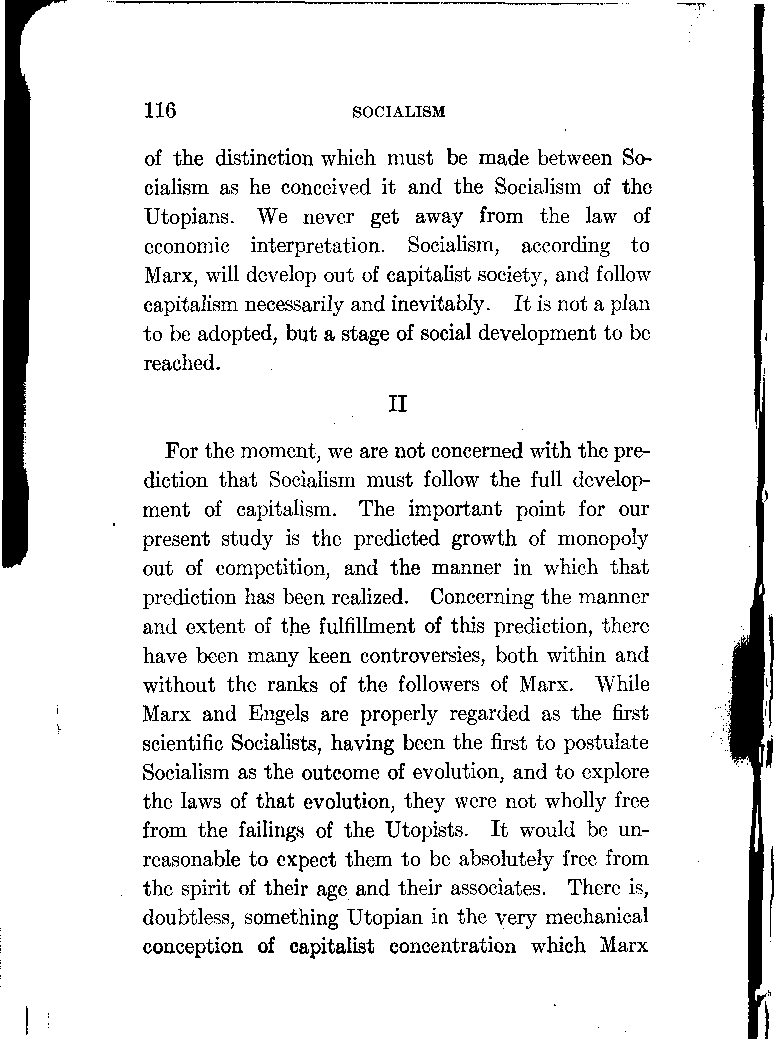 116 SOCIALISM
of the distinction which must be made between So-
cialism as he conceived it and the Socialism of the
Utopians. We never get away from the law of
economic interpretation. Socialism, according to
Marx, will develop out of capitalist society, and follow
capitalism necessarily and inevitably. It is not a plan
to be adopted, but a stage of social development to be
reached.
II
For the moment, we are not concerned with the pre-
diction that Socialism must follow the full develop-
ment of capitalism. The important point for our
present study is the predicted growth of monopoly
out of competition, and the manner in which that
prediction has been realized. Concerning the manner
and extent of the fulfillment of this prediction, there
have been many keen controversies, both within and
without the ranks of the followers of Marx. While
Marx and Engels are properly regarded as the first
scientific Socialists, having been the first to postulate
Socialism as the outcome of evolution, and to explore
the laws of that evolution, they were not wholly free
from the failings of the Utopists. It would be un-
reasonable to expect them to be absolutely free from
the spirit of their age and their associates. There is,
doubtless, something Utopian in the very mechanical
conception of capitalist concentration which Marx